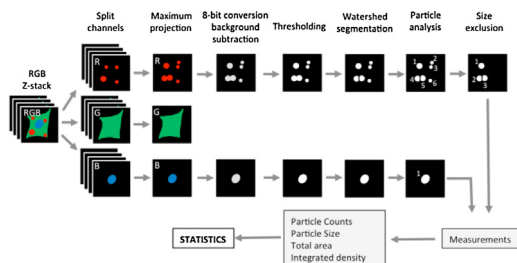 Split
channels
Maximum
projection
8-bit conversion
background
subtraction
Thresholding
Watershed
segmentation
Particle
analysis
Size
exclusion
RGB
Z-stack
RGB
R
R
1
2
3
4
5
6
1
2
3
G
G
B
B
1
Particle Counts
Particle Size
Total area
Integrated density
STATISTICS
Measurements